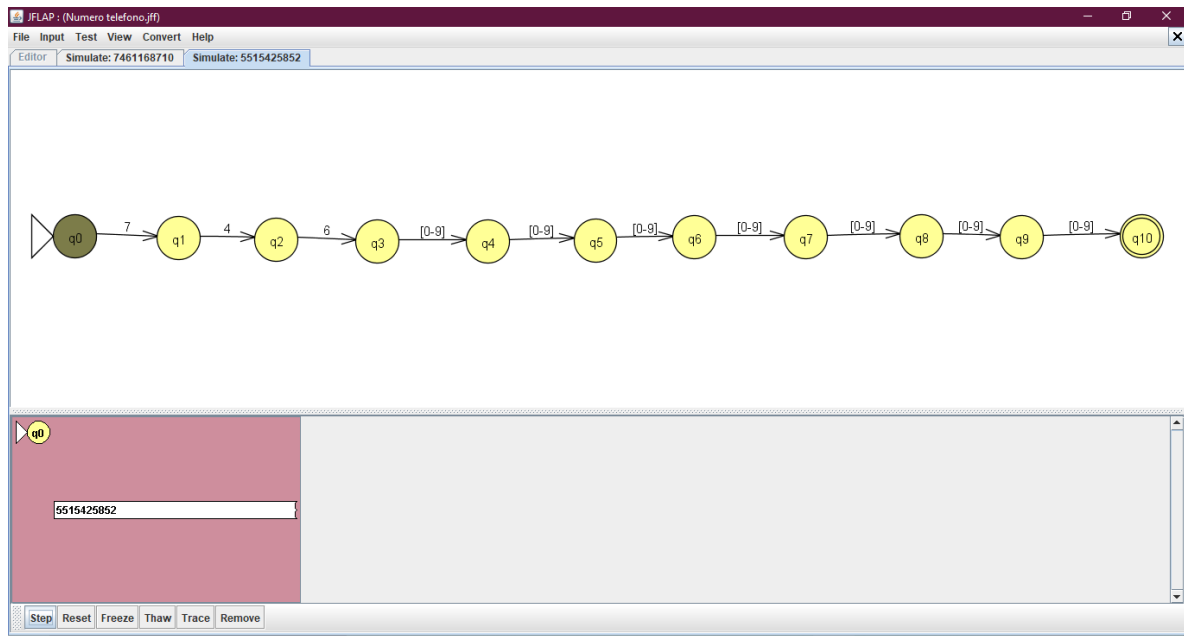 JFLAP : (Numero telefono.jff)
File Input Test View Convert Help
Editor Simulate: 7461168710 Simulate: 5515425852
7 4 6 [0-9] [0-9] [0-9] [0-9] [0-9] [0-9] [0-9]
q0 q1 q2 q3 q4 q5 q6 q7 q8 q9 q10
q0
5515425852
Step Reset Freeze Thaw Trace Remove